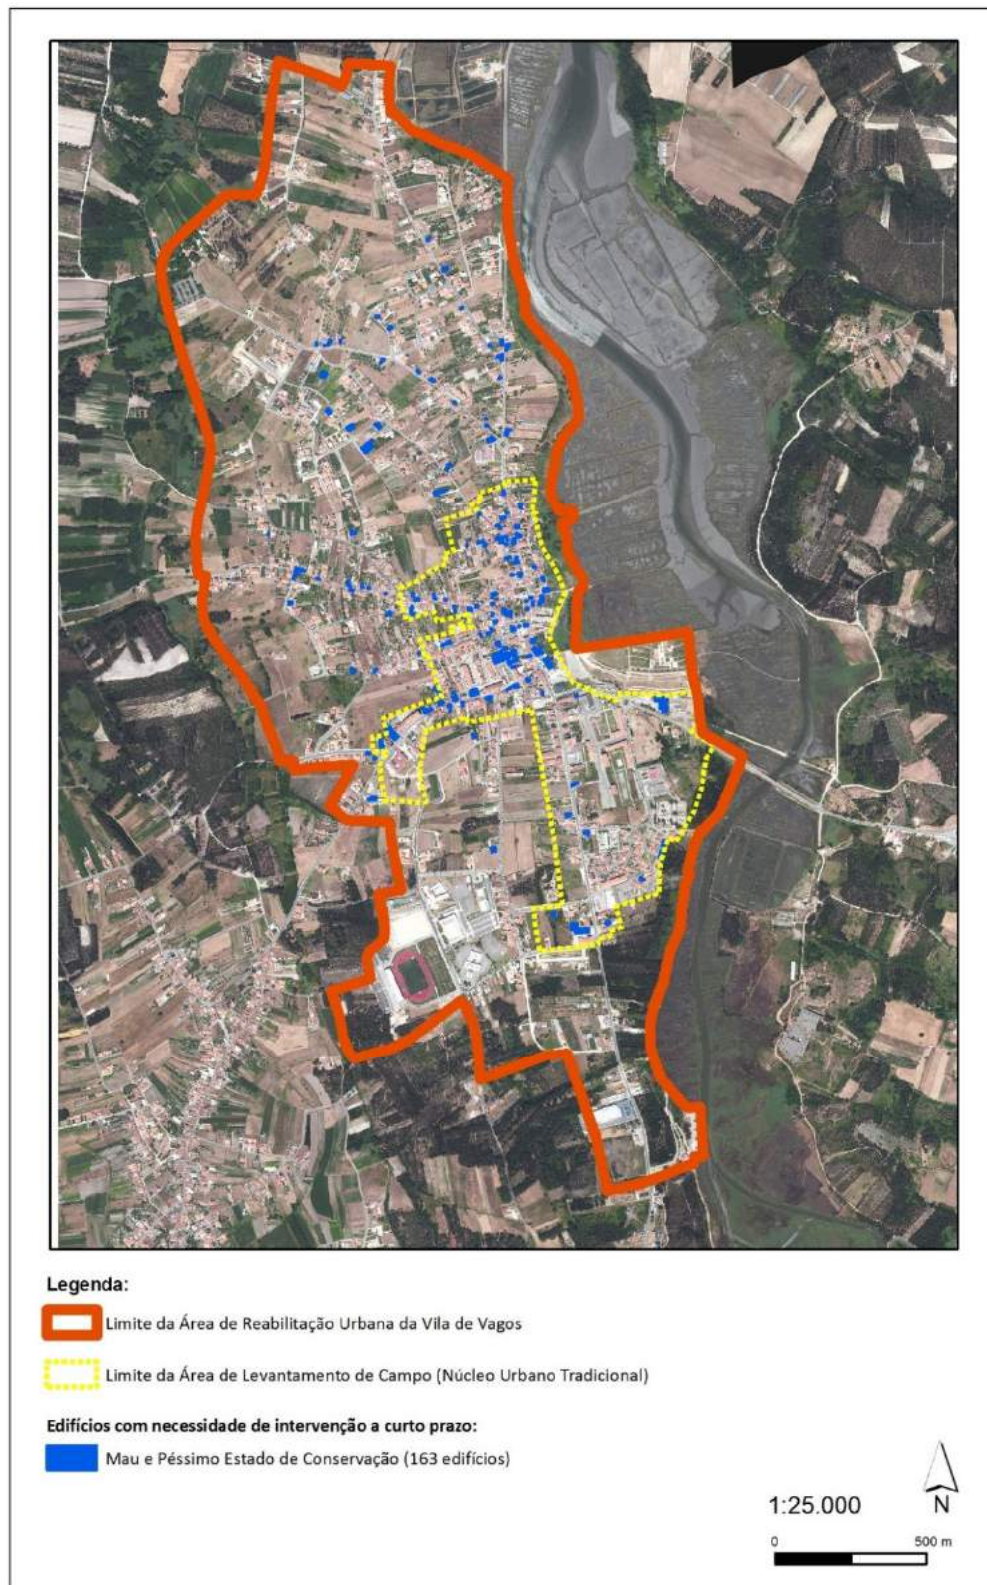 Legenda:
Limite da Área de Reabilitação Urbana da Vila de Vagos
Limite da Área de Levantamento de Campo (Núcleo Urbano Tradicional)
Edifícios com necessidade de intervenção a curto prazo:
Mau e Péssimo Estado de Conservação (163 edifícios)
1:25.000
N
0 500 m